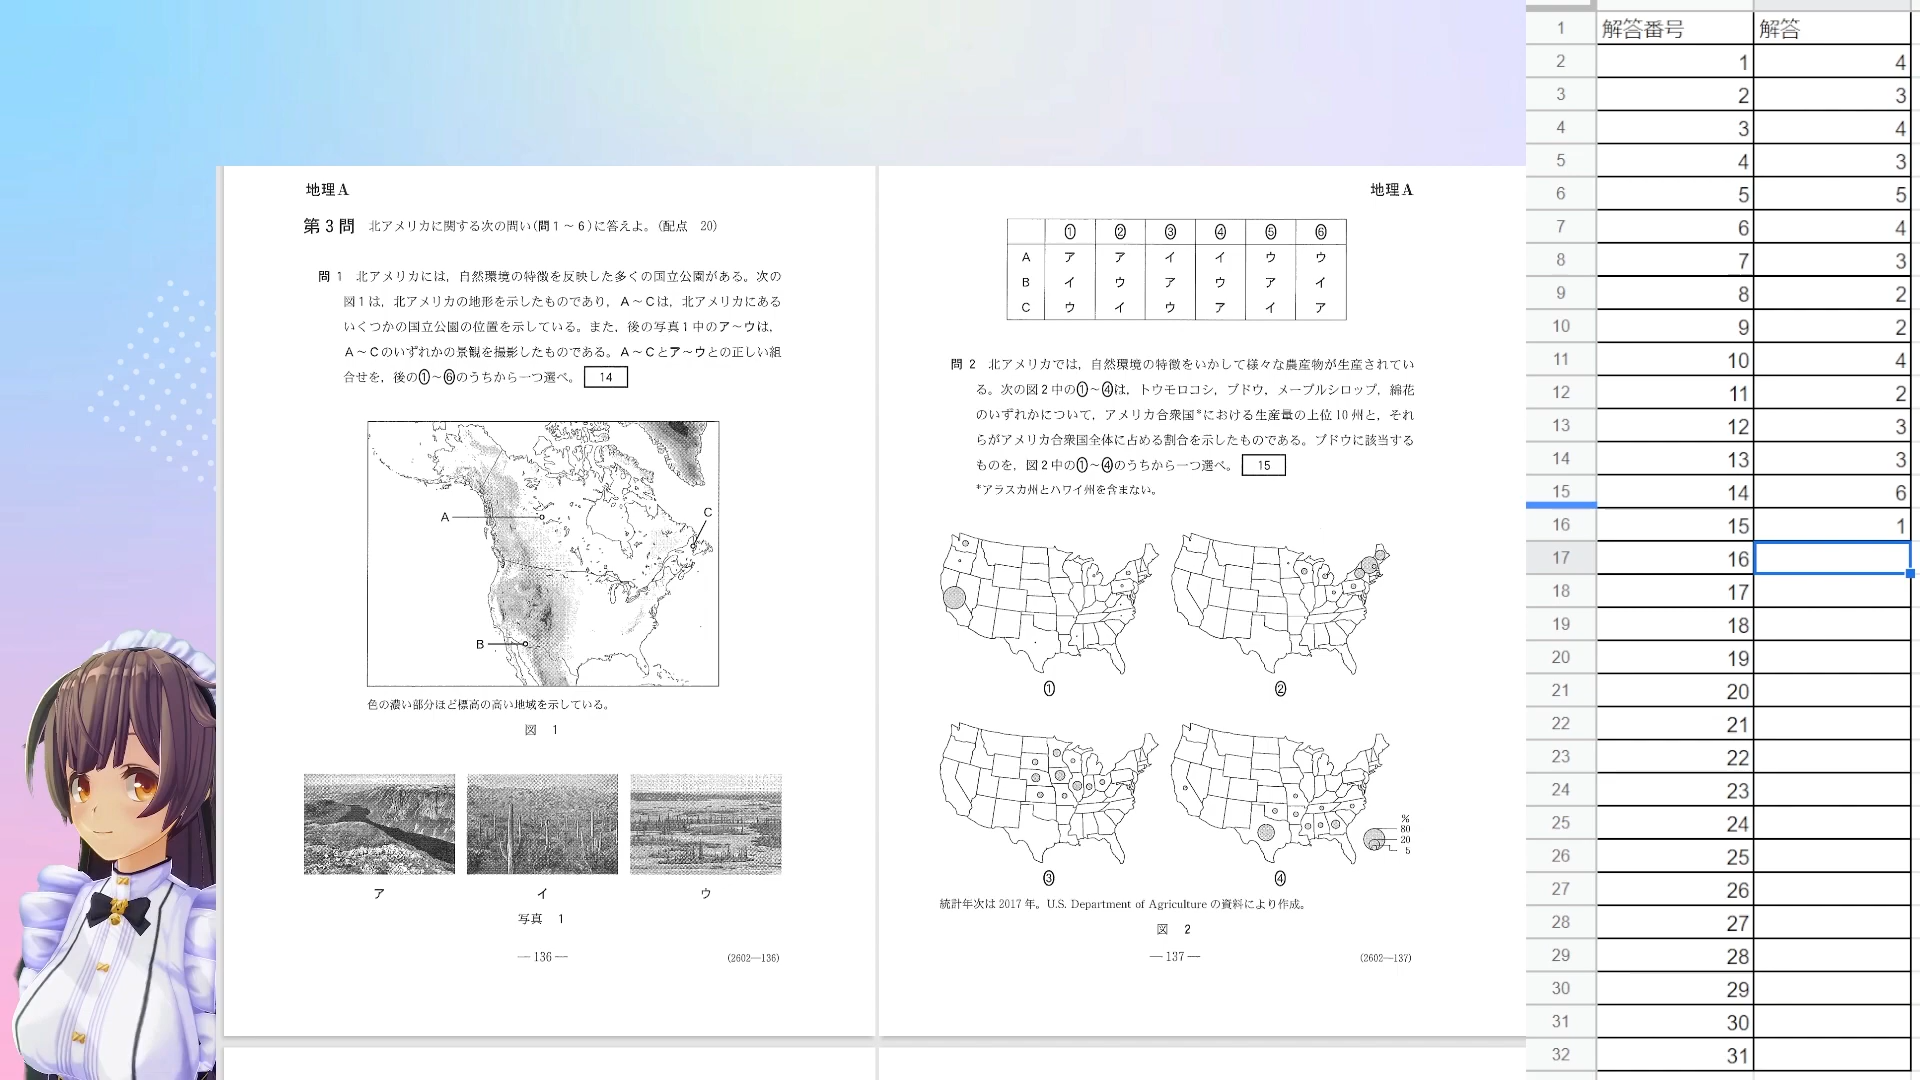 地理A
第3問 北アメリカに関する次の問い(問1～6)に答えよ。(配点 20)
問1 北アメリカには，自然環境の特徴を反映した多くの国立公園がある。次の
図1は，北アメリカの地形を示したものであり，A～Cは，北アメリカにある
いくつかの国立公園の位置を示している。また，後の写真1中のア～ウは，
A～Cのいずれかの景観を撮影したものである。A～Cとア～ウとの正しい組
合せを，後の①～⑥のうちから一つ選べ。 14
A
B
C
色の濃い部分ほど標高の高い地域を示している。
図 1
ア イ ウ
写真 1
—136—
(2602—136)
地理A
① ② ③ ④ ⑤ ⑥
A ア ア イ イ ウ ウ
B イ ウ ア ウ ア イ
C ウ イ ウ ア イ ア
問2 北アメリカでは，自然環境の特徴をいかして様々な農産物が生産されてい
る。次の図2中の①～④は，トウモロコシ，ブドウ，メープルシロップ，綿花
のいずれかについて，アメリカ合衆国*における生産量の上位10州と，それ
らがアメリカ合衆国全体に占める割合を示したものである。ブドウに該当する
ものを，図2中の①～④のうちから一つ選べ。 15
*アラスカ州とハワイ州を含まない。
① ②
③ ④
%
80
20
5
統計年次は2017年。U.S. Department of Agricultureの資料により作成。
図 2
—137—
(2602—137)
1 解答番号 解答
2 1 4
3 2 3
4 3 4
5 4 3
6 5 5
7 6 4
8 7 3
9 8 2
10 9 2
11 10 4
12 11 2
13 12 3
14 13 3
15 14 6
16 15 1
17 16
18 17
19 18
20 19
21 20
22 21
23 22
24 23
25 24
26 25
27 26
28 27
29 28
30 29
31 30
32 31